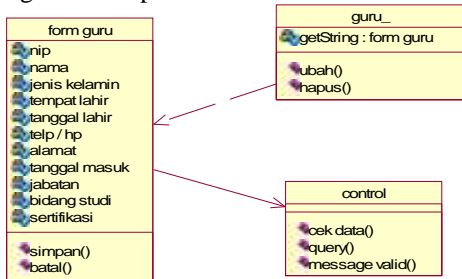 form guru
nip
nama
jenis kelamin
tempat lahir
tanggal lahir
telp / hp
alamat
tanggal masuk
jabatan
bidang studi
sertifikasi
simpan()
batal()
guru_
getString : form guru
ubah()
hapus()
control
cek data()
query()
message valid()